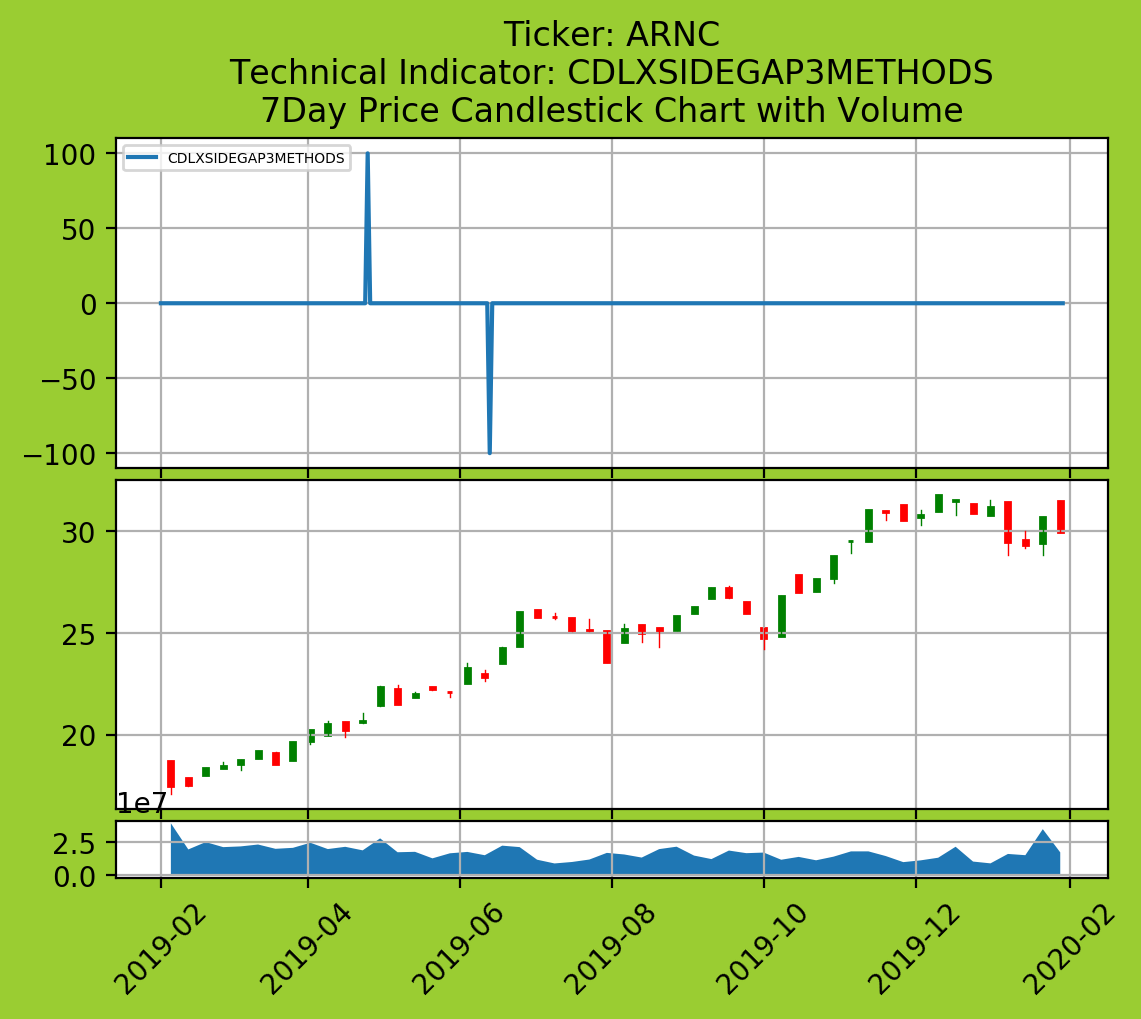 Ticker: ARNC
Technical Indicator: CDLXSIDEGAP3METHODS
7Day Price Candlestick Chart with Volume
CDLXSIDEGAP3METHODS
100
50
0
−50
−100
30
25
20
1e7
2.5
0.0
2019-02 2019-04 2019-06 2019-08 2019-10 2019-12 2020-02